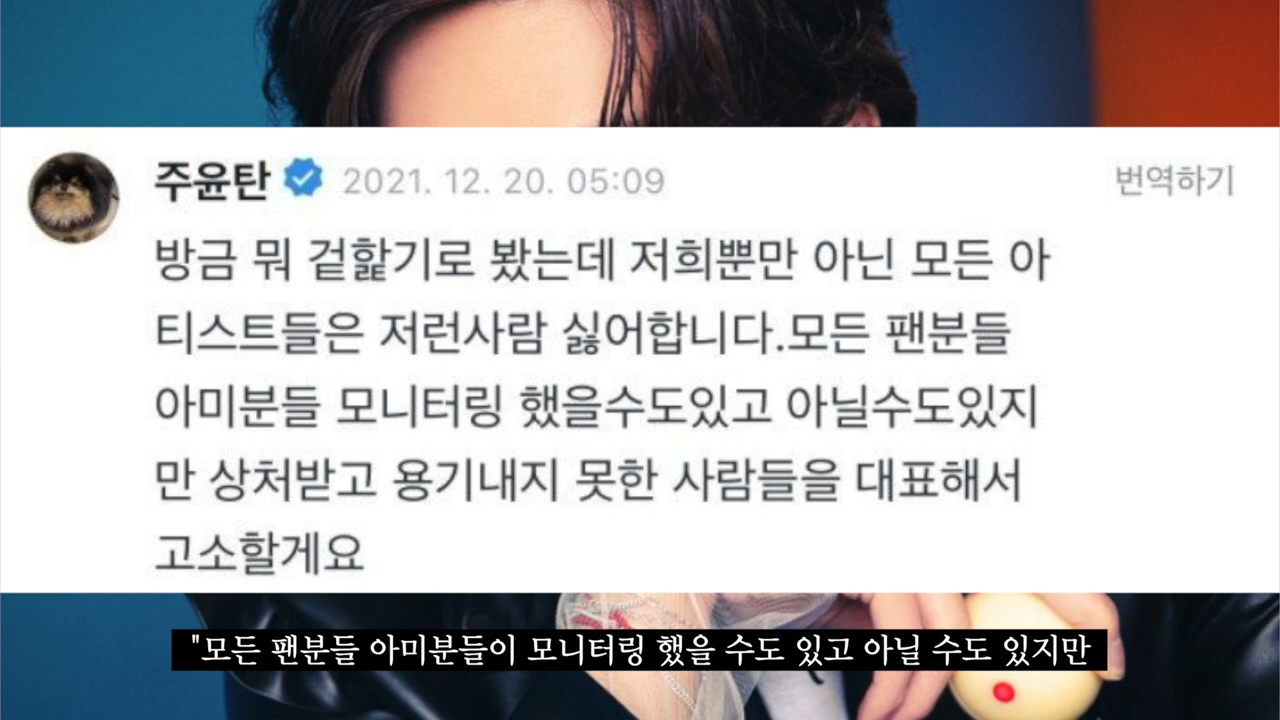 주윤탄 2021. 12. 20. 05:09 번역하기
방금 뭐 겉핥기로 봤는데 저희뿐만 아닌 모든 아
티스트들은 저런사람 싫어합니다.모든 팬분들
아미분들 모니터링 했을수도있고 아닐수도있지
만 상처받고 용기내지 못한 사람들을 대표해서
고소할게요
"모든 팬분들 아미분들이 모니터링 했을 수도 있고 아닐 수도 있지만